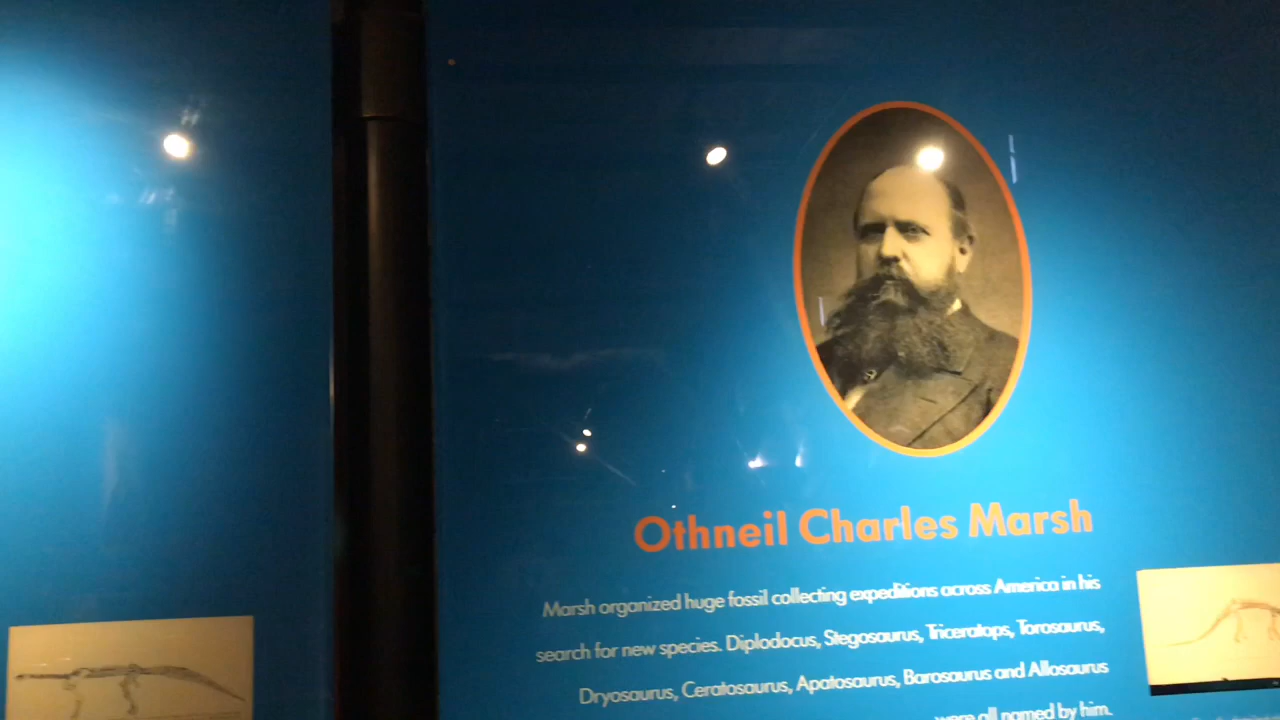 Othneil Charles Marsh
Marsh organized huge fossil collecting expeditions across America in his
search for new species. Diplodocus, Stegosaurus, Triceratops, Torosaurus,
Dryosaurus, Ceratosaurus, Apatosaurus, Barosaurus and Allosaurus
were all named by him.